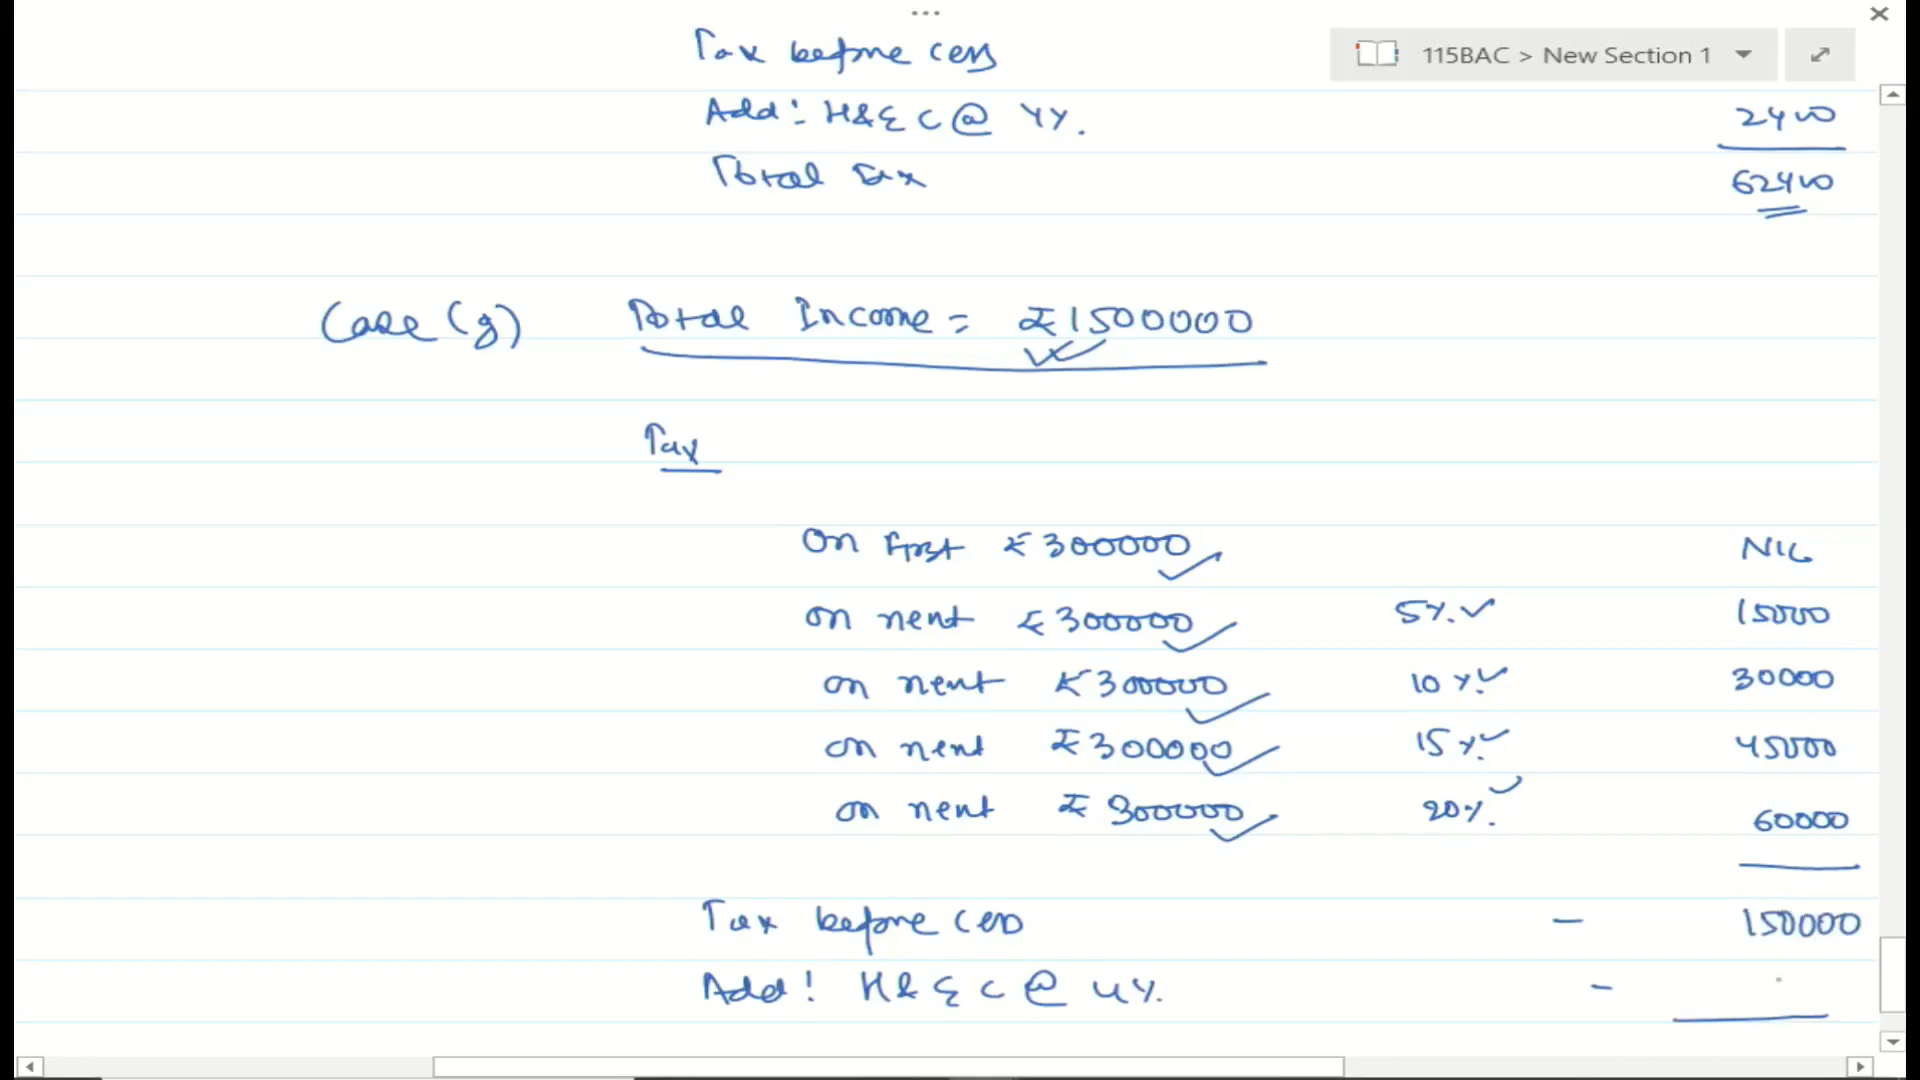 ...
Tax before cess
115BAC > New Section 1
Add:- H&EC @ 4%. 2400
Total Tax 62400
Case (g) Total Income = ₹1500000
Tax
On first ₹300000 NIL
on next ₹300000 5% 15000
on next ₹300000 10% 30000
on next ₹300000 15% 45000
on next ₹300000 20% 60000
Tax before cess - 150000
Add! H&EC @ 4% -